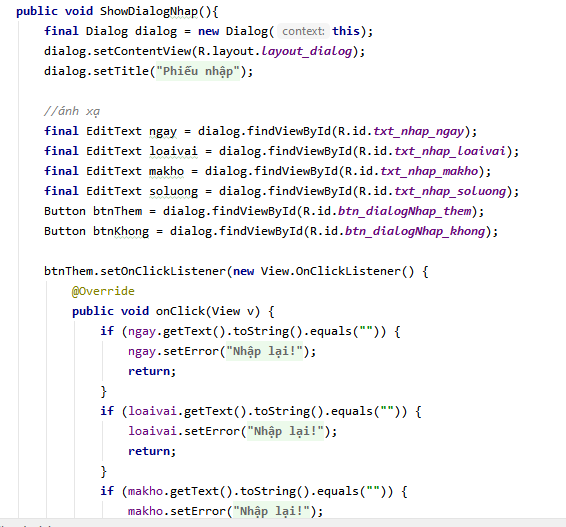 public void ShowDialogNhap(){
final Dialog dialog = new Dialog( context: this);
dialog.setContentView(R.layout.layout_dialog);
dialog.setTitle("Phiếu nhập");
//ánh xạ
final EditText ngay = dialog.findViewById(R.id.txt_nhap_ngay);
final EditText loaivai = dialog.findViewById(R.id.txt_nhap_loaivai);
final EditText makho = dialog.findViewById(R.id.txt_nhap_makho);
final EditText soluong = dialog.findViewById(R.id.txt_nhap_soluong);
Button btnThem = dialog.findViewById(R.id.btn_dialogNhap_them);
Button btnKhong = dialog.findViewById(R.id.btn_dialogNhap_khong);
btnThem.setOnClickListener(new View.OnClickListener() {
@Override
public void onClick(View v) {
if (ngay.getText().toString().equals("")) {
ngay.setError("Nhập lại!");
return;
}
if (loaivai.getText().toString().equals("")) {
loaivai.setError("Nhập lại!");
return;
}
if (makho.getText().toString().equals("")) {
makho.setError("Nhập lại!");